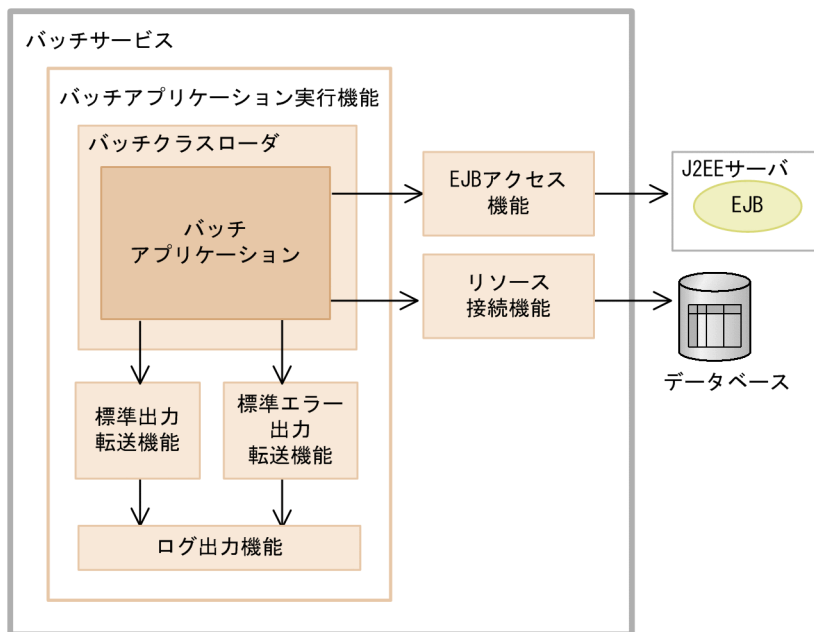 バッチサービス
バッチアプリケーション実行機能
バッチクラスローダ
バッチ
アプリケーション
EJBアクセス
機能
J2EEサーバ
EJB
リソース
接続機能
データベース
標準出力
転送機能
標準エラー
出力
転送機能
ログ出力機能